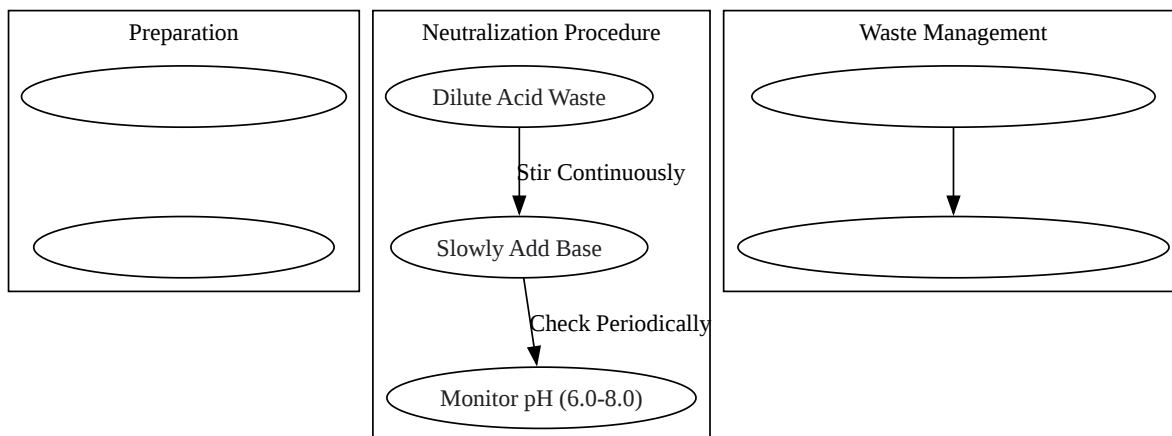 Preparation
Neutralization Procedure
Dilute Acid Waste
Stir Continuously
Slowly Add Base
Check Periodically
Monitor pH (6.0-8.0)
Waste Management